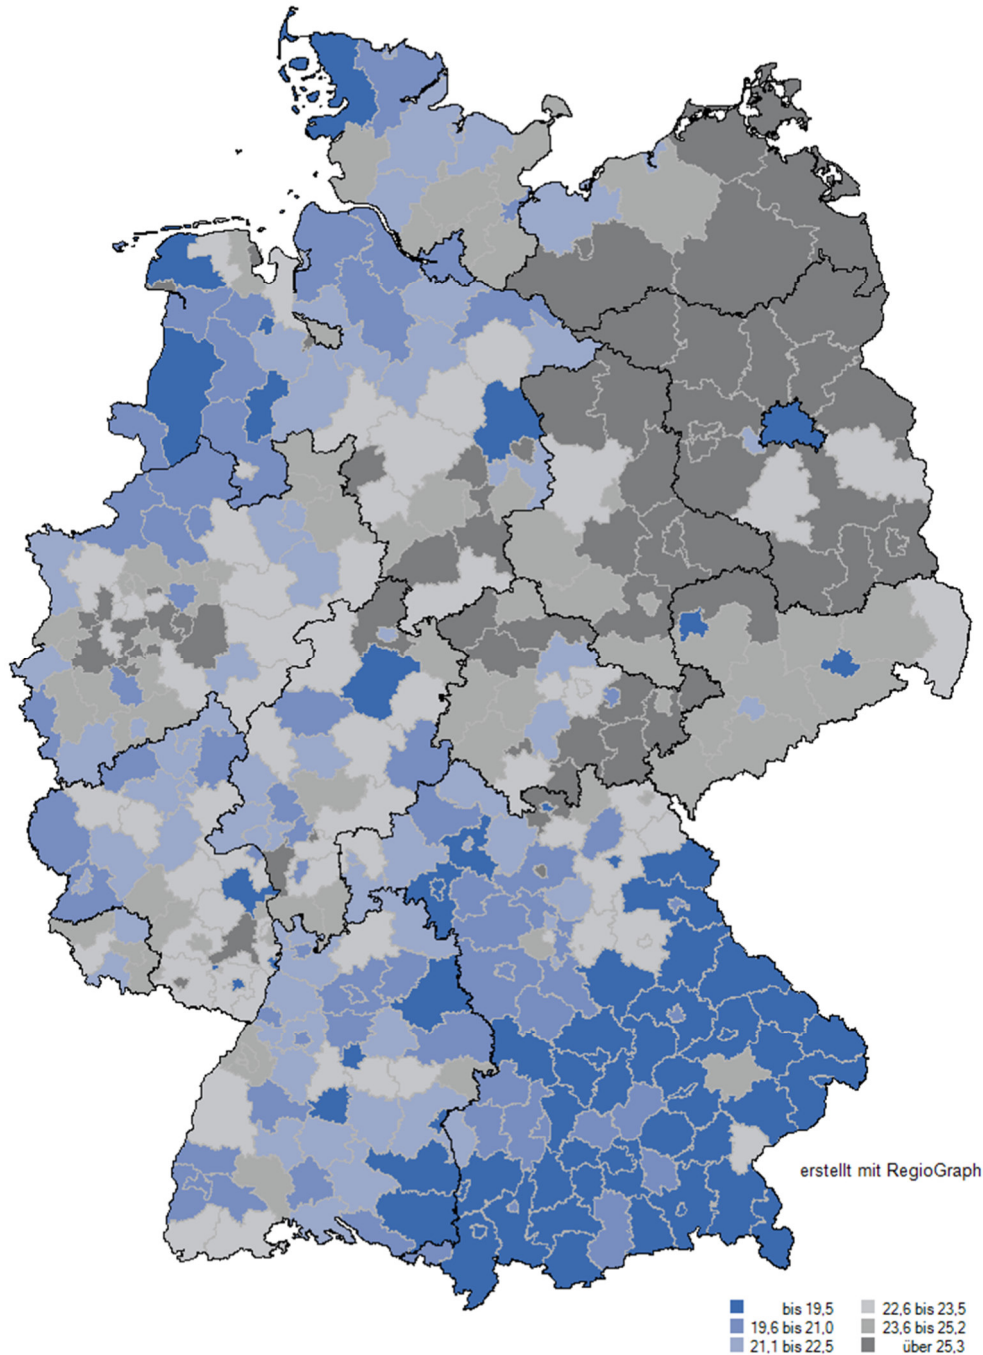 erstellt mit RegioGraph
bis 19,5
19,6 bis 21,0
21,1 bis 22,5
22,6 bis 23,5
23,6 bis 25,2
über 25,3